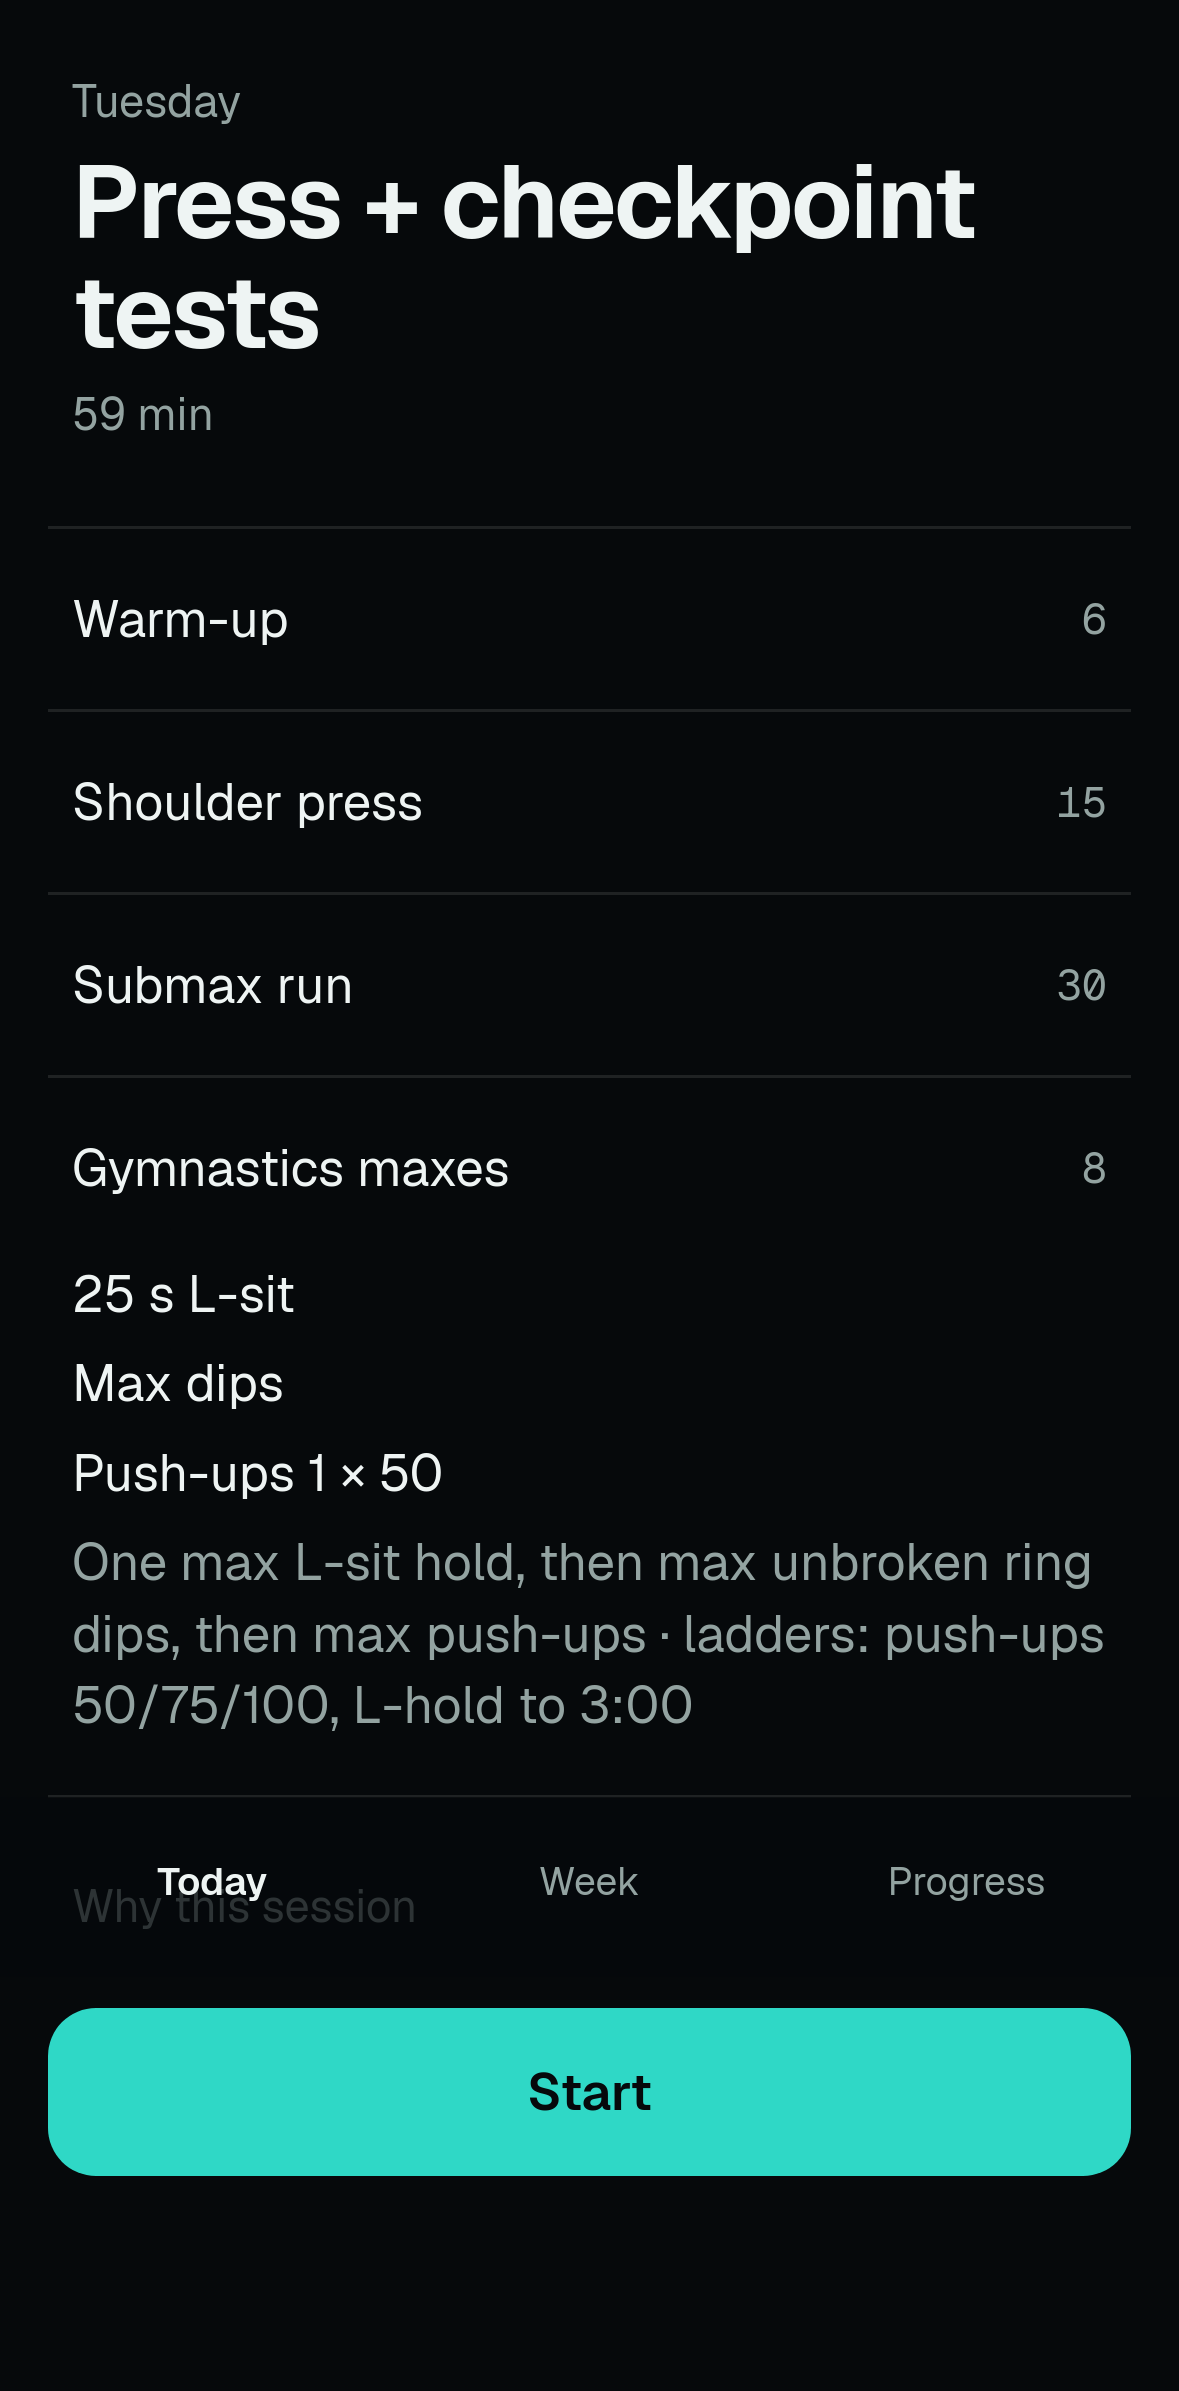 Tuesday
Press + checkpoint
tests
59 min
Warm-up 6
Shoulder press 15
Submax run 30
Gymnastics maxes 8
25 s L-sit
Max dips
Push-ups 1 × 50
One max L-sit hold, then max unbroken ring
dips, then max push-ups · ladders: push-ups
50/75/100, L-hold to 3:00
Today Week Progress
Why this session
Start